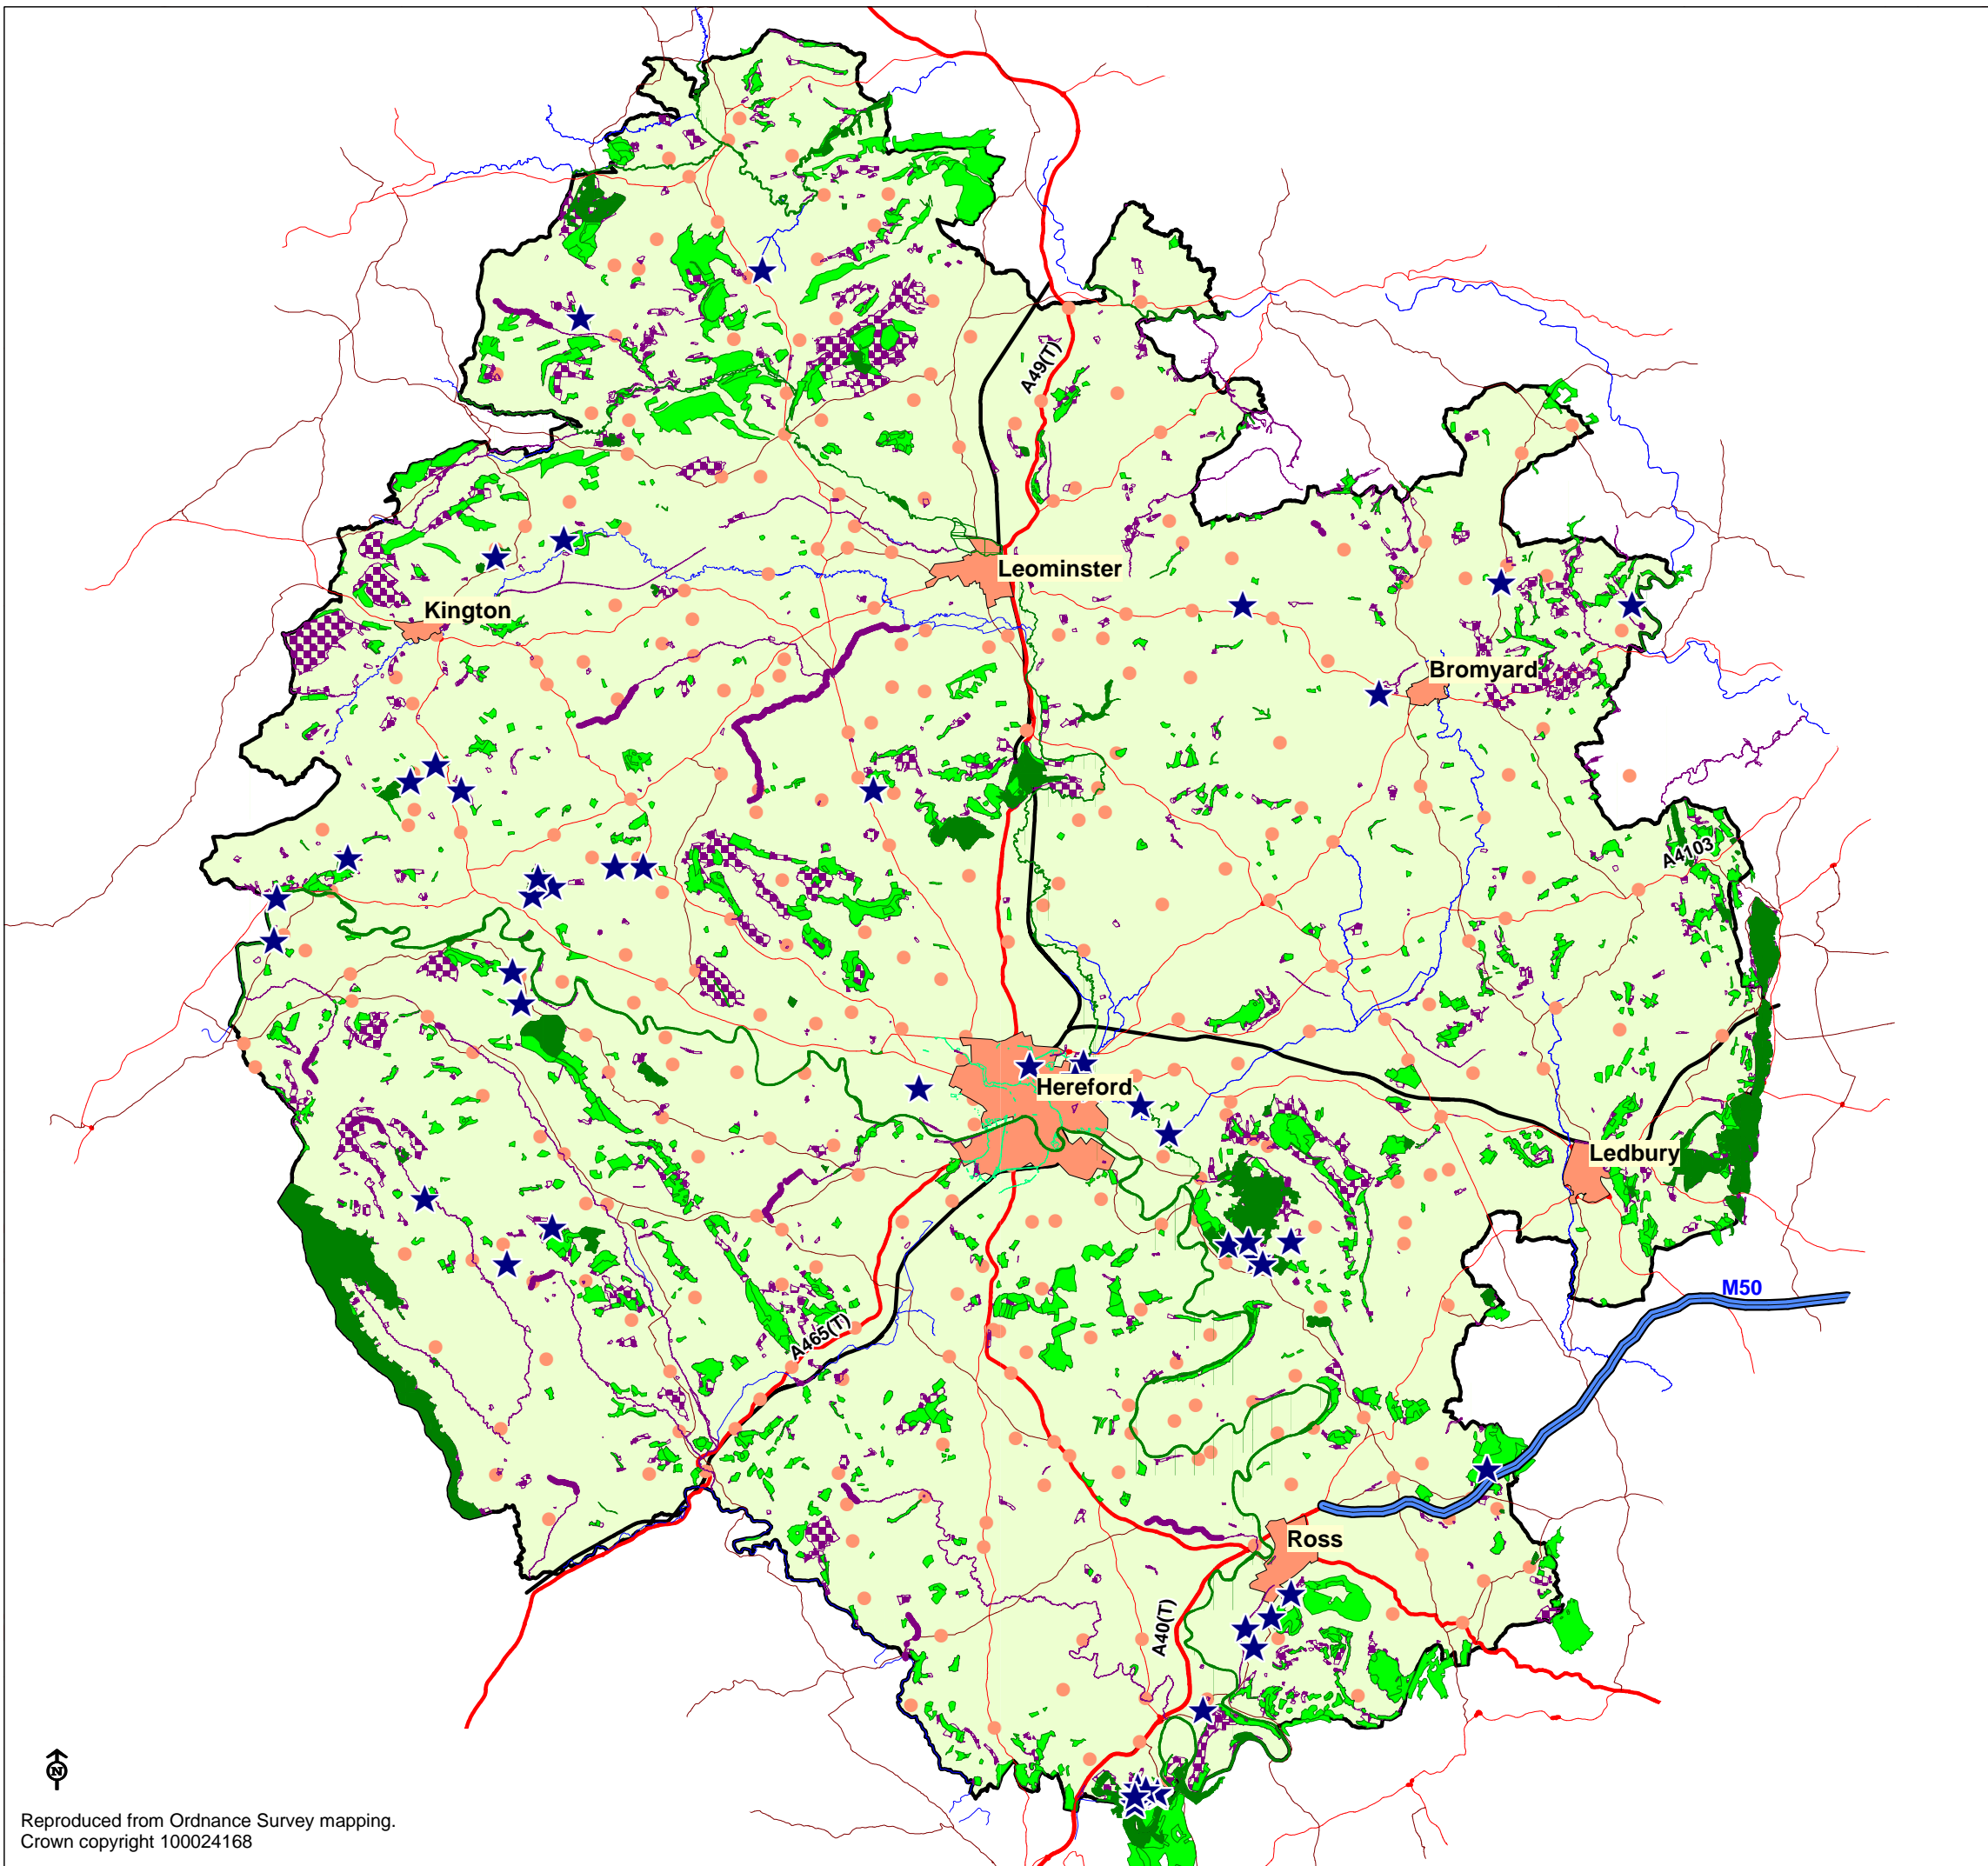 A49(T)
Leominster
Kington
Bromyard
A4103
Hereford
Ledbury
M50
A465(T)
Ross
A40(T)
N
Reproduced from Ordnance Survey mapping.
Crown copyright 100024168